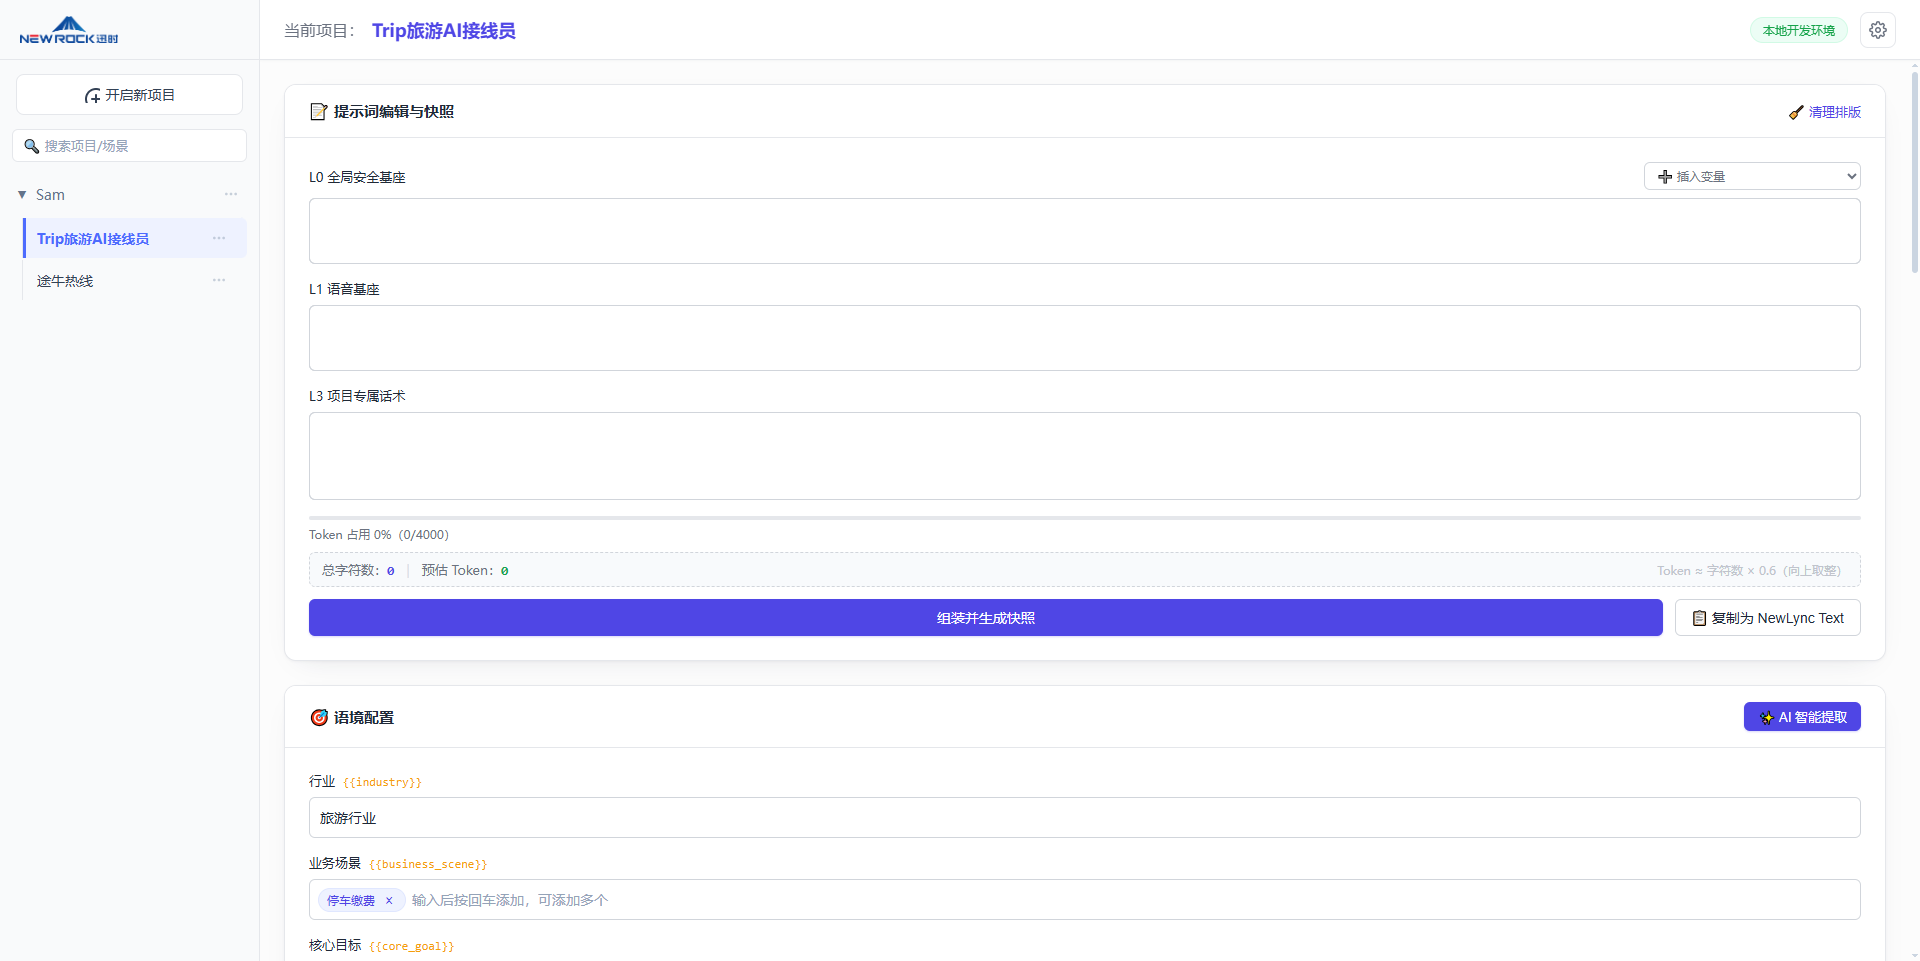 NEWROCK迅时
当前项目： Trip旅游AI接线员
本地开发环境
开启新项目
搜索项目/场景
Sam
Trip旅游AI接线员
途牛热线
提示词编辑与快照
清理排版
L0 全局安全基座
插入变量
L1 语音基座
L3 项目专属话术
Token 占用 0%（0/4000）
总字符数：0 | 预估 Token：0
Token ≈ 字符数 × 0.6（向上取整）
组装并生成快照
复制为 NewLync Text
语境配置
AI 智能提取
行业 {{industry}}
旅游行业
业务场景 {{business_scene}}
停车缴费 × 输入后按回车添加，可添加多个
核心目标 {{core_goal}}